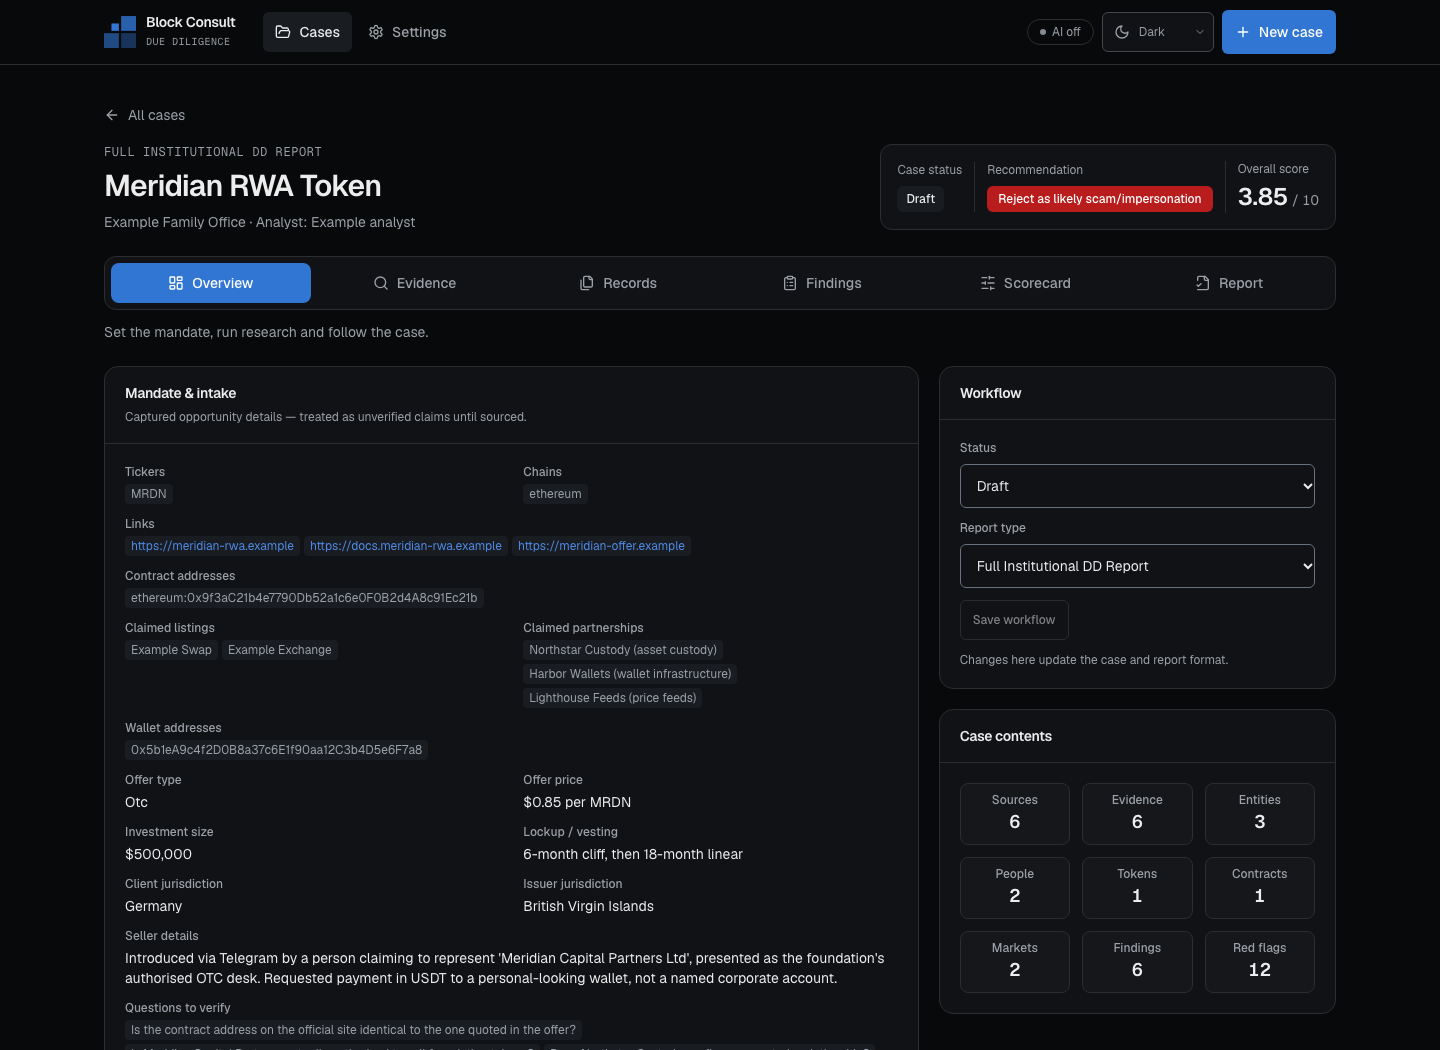 Block Consult
DUE DILIGENCE
Cases
Settings
AI off
Dark
New case
All cases
FULL INSTITUTIONAL DD REPORT
Meridian RWA Token
Example Family Office · Analyst: Example analyst
Case status
Draft
Recommendation
Reject as likely scam/impersonation
Overall score
3.85 / 10
Overview
Evidence
Records
Findings
Scorecard
Report
Set the mandate, run research and follow the case.
Mandate & intake
Captured opportunity details — treated as unverified claims until sourced.
Tickers
MRDN
Chains
ethereum
Links
https://meridian-rwa.example https://docs.meridian-rwa.example https://meridian-offer.example
Contract addresses
ethereum:0x9f3aC21b4e7790Db52a1c6e0F0B2d4A8c91Ec21b
Claimed listings
Example Swap Example Exchange
Claimed partnerships
Northstar Custody (asset custody)
Harbor Wallets (wallet infrastructure)
Lighthouse Feeds (price feeds)
Wallet addresses
0x5b1eA9c4f2D0B8a37c6E1f90aa12C3b4D5e6F7a8
Offer type
Otc
Offer price
$0.85 per MRDN
Investment size
$500,000
Lockup / vesting
6-month cliff, then 18-month linear
Client jurisdiction
Germany
Issuer jurisdiction
British Virgin Islands
Seller details
Introduced via Telegram by a person claiming to represent 'Meridian Capital Partners Ltd', presented as the foundation's
authorised OTC desk. Requested payment in USDT to a personal-looking wallet, not a named corporate account.
Questions to verify
Is the contract address on the official site identical to the one quoted in the offer?
Workflow
Status
Draft
Report type
Full Institutional DD Report
Save workflow
Changes here update the case and report format.
Case contents
Sources
6
Evidence
6
Entities
3
People
2
Tokens
1
Contracts
1
Markets
2
Findings
6
Red flags
12